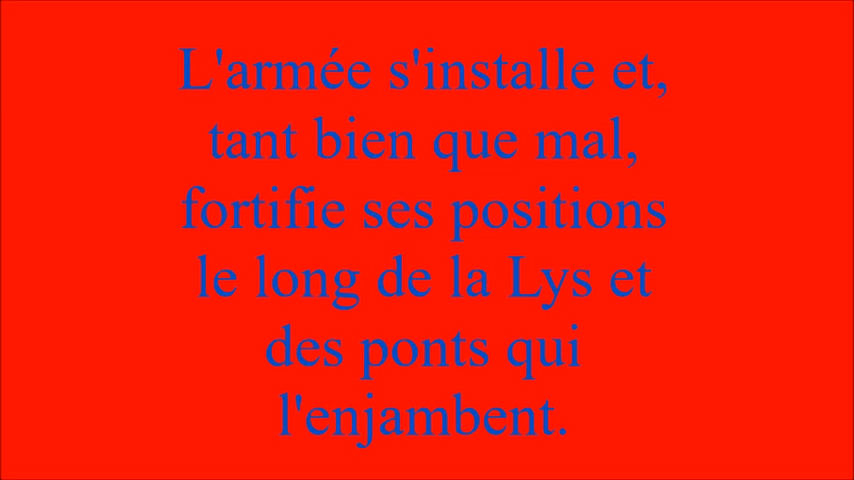 L'armée s'installe et,
tant bien que mal,
fortifie ses positions
le long de la Lys et
des ponts qui
l'enjambent.